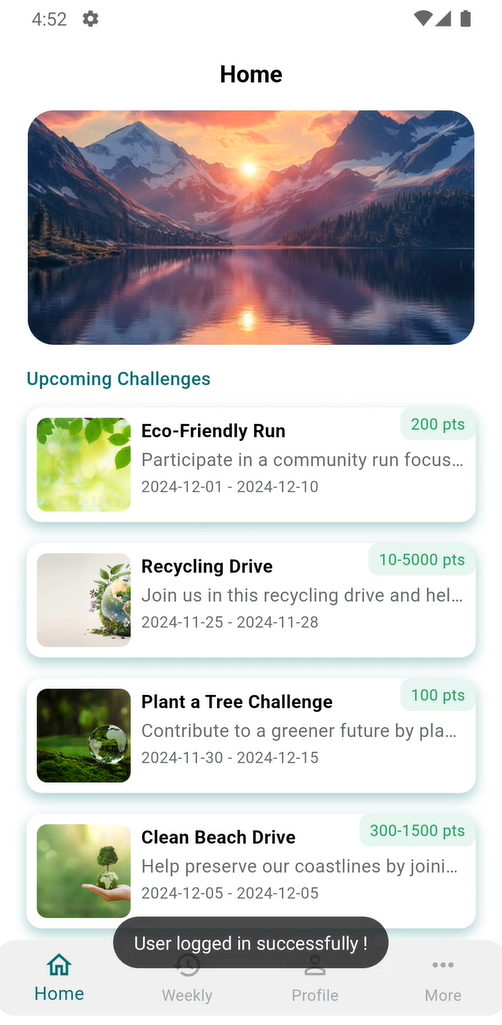 4:52
Home
Upcoming Challenges
200 pts
Eco-Friendly Run
Participate in a community run focus...
2024-12-01 - 2024-12-10
10-5000 pts
Recycling Drive
Join us in this recycling drive and hel...
2024-11-25 - 2024-11-28
100 pts
Plant a Tree Challenge
Contribute to a greener future by pla...
2024-11-30 - 2024-12-15
300-1500 pts
Clean Beach Drive
Help preserve our coastlines by joini...
2024-12-05 - 2024-12-05
User logged in successfully !
Home
Weekly
Profile
More